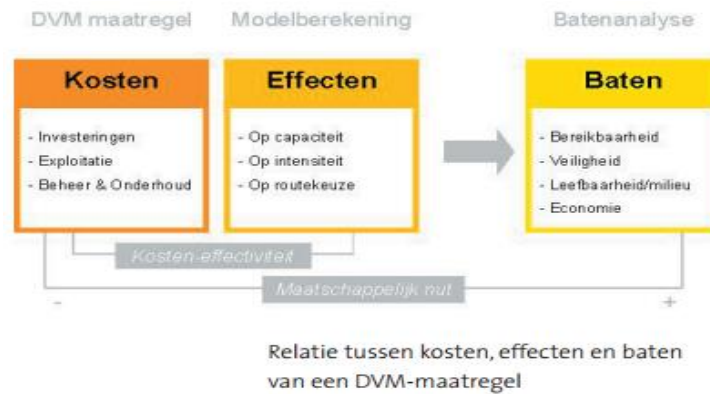 DVM maatregel
Modelberekening
Batenanalyse
Kosten
- Investeringen
- Exploitatie
- Beheer & Onderhoud
Effecten
- Op capaciteit
- Op intensiteit
- Op routekeuze
Baten
- Bereikbaarheid
- Veiligheid
- Leefbaarheid/milieu
- Economie
Kosten-effectiviteit
- Maatschappelijk nut +
Relatie tussen kosten, effecten en baten
van een DVM-maatregel